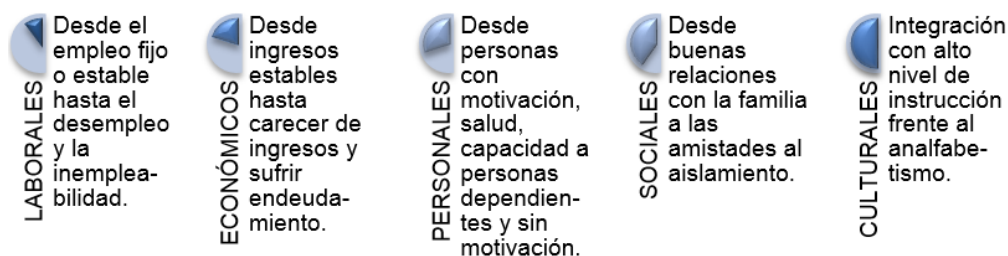 LABORALES
Desde el
empleo fijo
o estable
hasta el
desempleo
y la
inemplea-
bilidad.
ECONÓMICOS
Desde
ingresos
estables
hasta
carecer de
ingresos y
sufrir
endeuda-
miento.
PERSONALES
Desde
personas
con
motivación,
salud,
capacidad a
personas
dependien-
tes y sin
motivación.
SOCIALES
Desde
buenas
relaciones
con la familia
a las
amistades al
aislamiento.
CULTURALES
Integración
con alto
nivel de
instrucción
frente al
analfabe-
tismo.